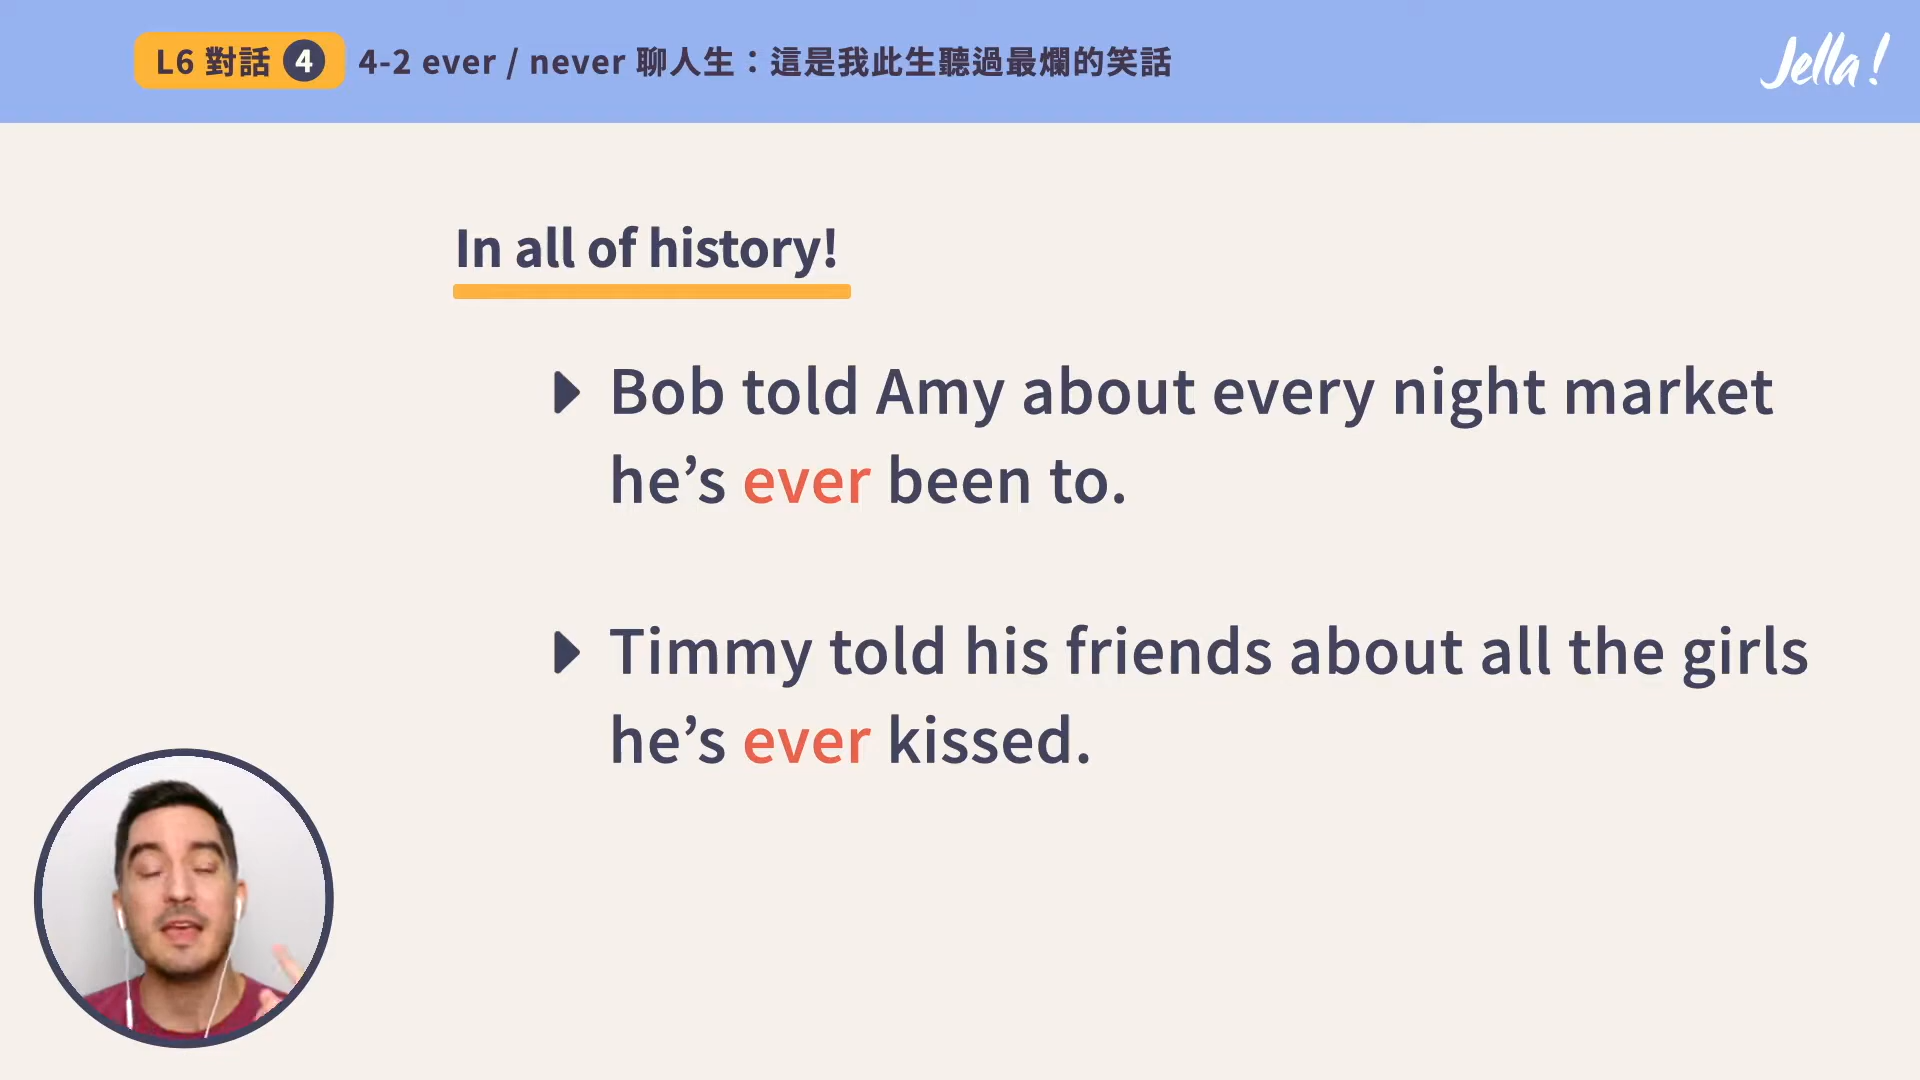 L6 對話 4 4-2 ever / never 聊人生：這是我此生聽過最爛的笑話
Jella!
In all of history!
Bob told Amy about every night market
he’s ever been to.
Timmy told his friends about all the girls
he’s ever kissed.